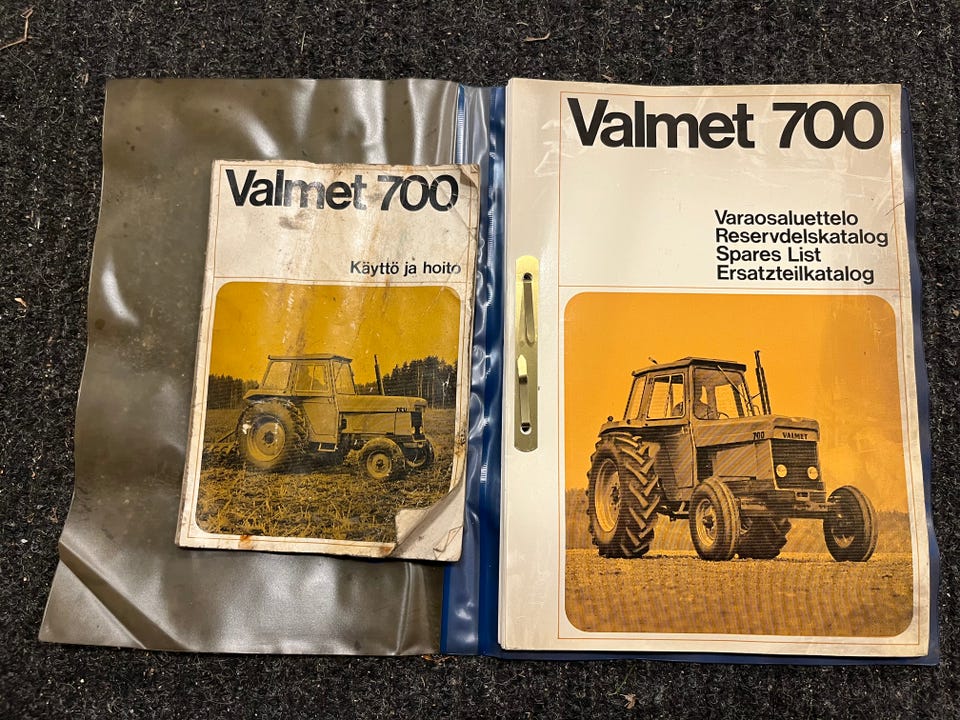 Valmet 700
Käyttö ja hoito
Valmet 700
Varaosaluettelo
Reservdelskatalog
Spares List
Ersatzteilkatalog
700 VALMET